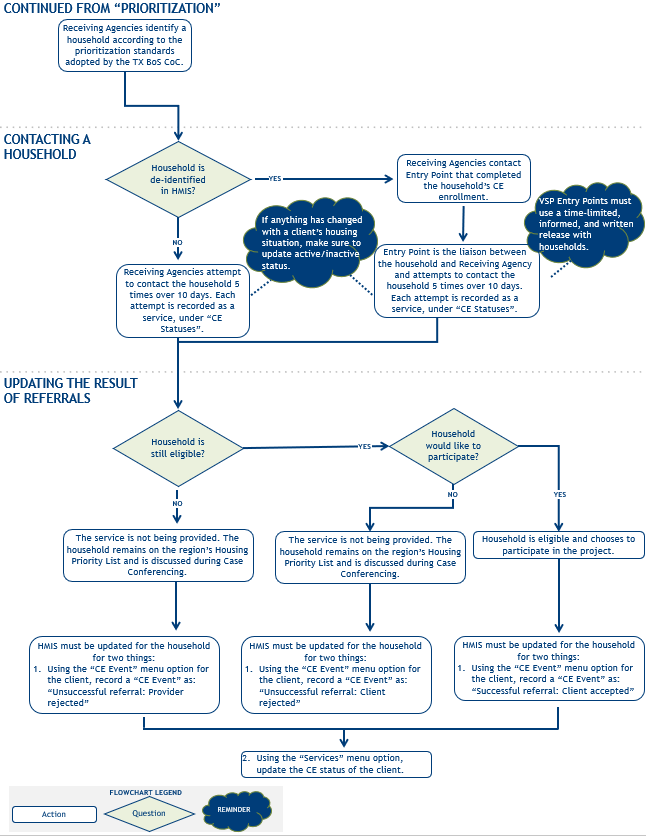 CONTINUED FROM “PRIORITIZATION”
Receiving Agencies identify a
household according to the
prioritization standards
adopted by the TX BoS CoC.
CONTACTING A
HOUSEHOLD
Household is
de-identified
in HMIS?
YES
Receiving Agencies contact
Entry Point that completed
the household’s CE
enrollment.
NO
If anything has changed
with a client’s housing
situation, make sure to
update active/inactive
status.
VSP Entry Points must
use a time-limited,
informed, and written
release with
households.
Receiving Agencies attempt
to contact the household 5
times over 10 days. Each
attempt is recorded as a
service, under “CE
Statuses”.
Entry Point is the liaison between
the household and Receiving Agency
and attempts to contact the
household 5 times over 10 days.
Each attempt is recorded as a
service, under “CE Statuses”.
UPDATING THE RESULT
OF REFERRALS
Household is
still eligible?
YES
Household
would like to
participate?
NO
NO
YES
The service is not being provided. The
household remains on the region’s Housing
Priority List and is discussed during Case
Conferencing.
The service is not being provided. The
household remains on the region’s Housing
Priority List and is discussed during Case
Conferencing.
Household is eligible and chooses to
participate in the project.
HMIS must be updated for the household
for two things:
1. Using the “CE Event” menu option for
the client, record a “CE Event” as:
“Unsuccessful referral: Provider
rejected”
HMIS must be updated for the household
for two things:
1. Using the “CE Event” menu option for
the client, record a “CE Event” as:
“Unsuccessful referral: Client
rejected”
HMIS must be updated for the household
for two things:
1. Using the “CE Event” menu option for
the client, record a “CE Event” as:
“Successful referral: Client accepted”
2. Using the “Services” menu option,
update the CE status of the client.
FLOWCHART LEGEND
Action
Question
REMINDER